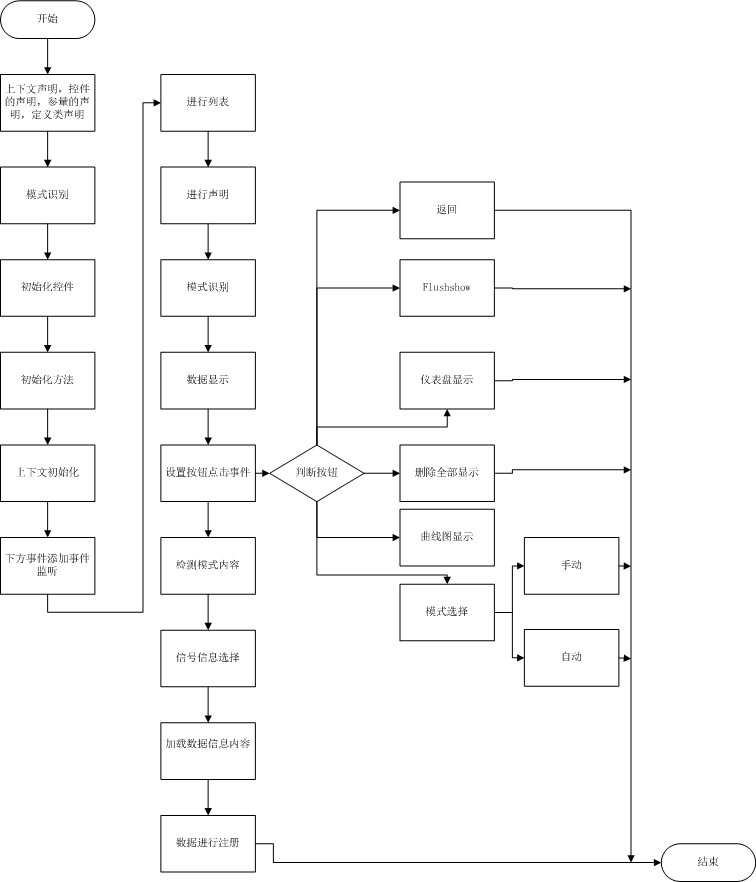 开始
上下文声明，控件
的声明，参量的声
明，定义类声明
模式识别
初始化控件
初始化方法
上下文初始化
下方事件添加事件
监听
进行列表
进行声明
模式识别
数据显示
设置按钮点击事件
检测模式内容
信号信息选择
加载数据信息内容
数据进行注册
判断按钮
返回
Flushshow
仪表盘显示
删除全部显示
曲线图显示
模式选择
手动
自动
结束